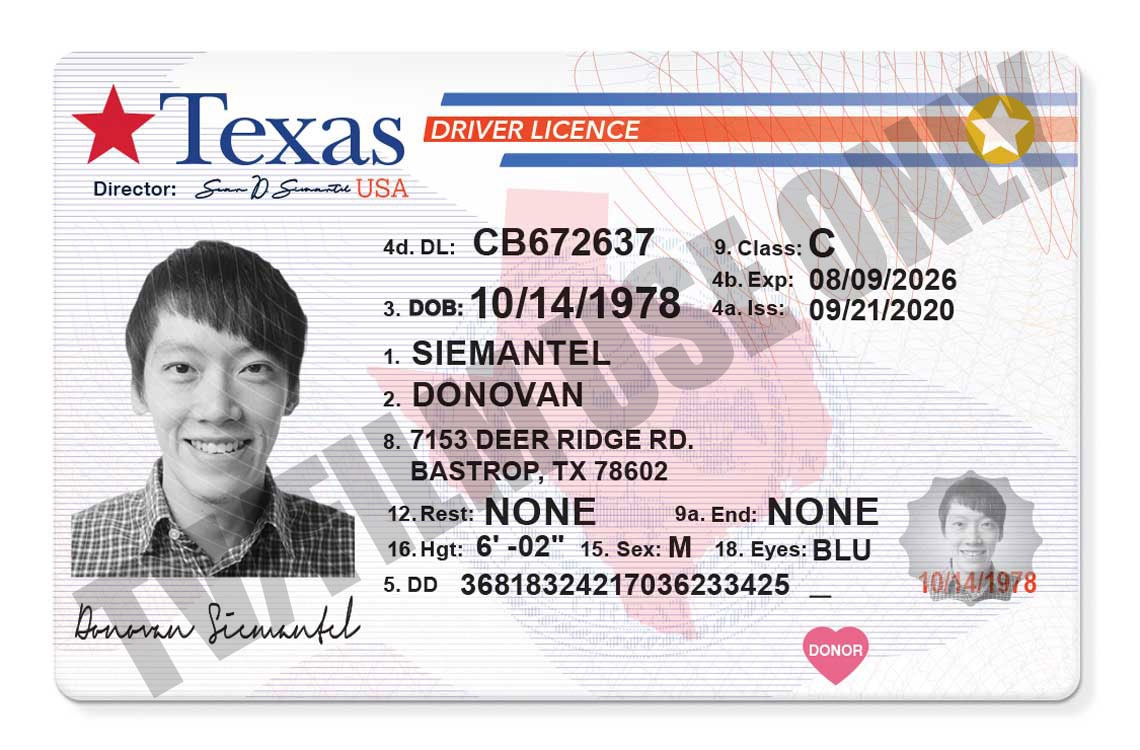 Texas
DRIVER LICENCE
Director: Sean D Siemantel USA
4d. DL: CB672637 9. Class: C
4b. Exp: 08/09/2026
3. DOB: 10/14/1978 4a. Iss: 09/21/2020
1. SIEMANTEL
2. DONOVAN
8. 7153 DEER RIDGE RD.
BASTROP, TX 78602
12. Rest: NONE 9a. End: NONE
16. Hgt: 6' -02" 15. Sex: M 18. Eyes: BLU
5. DD 36818324217036233425 _
10/14/1978
Donovan Siemantel
DONOR
TV/FILM USE ONLY